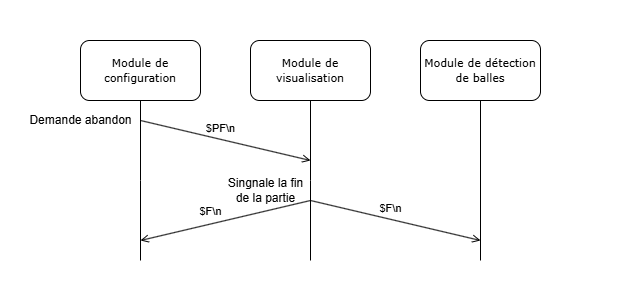 Module de
configuration
Module de
visualisation
Module de détection
de balles
Demande abandon
$PF\n
Singnale la fin
de la partie
$F\n
$F\n